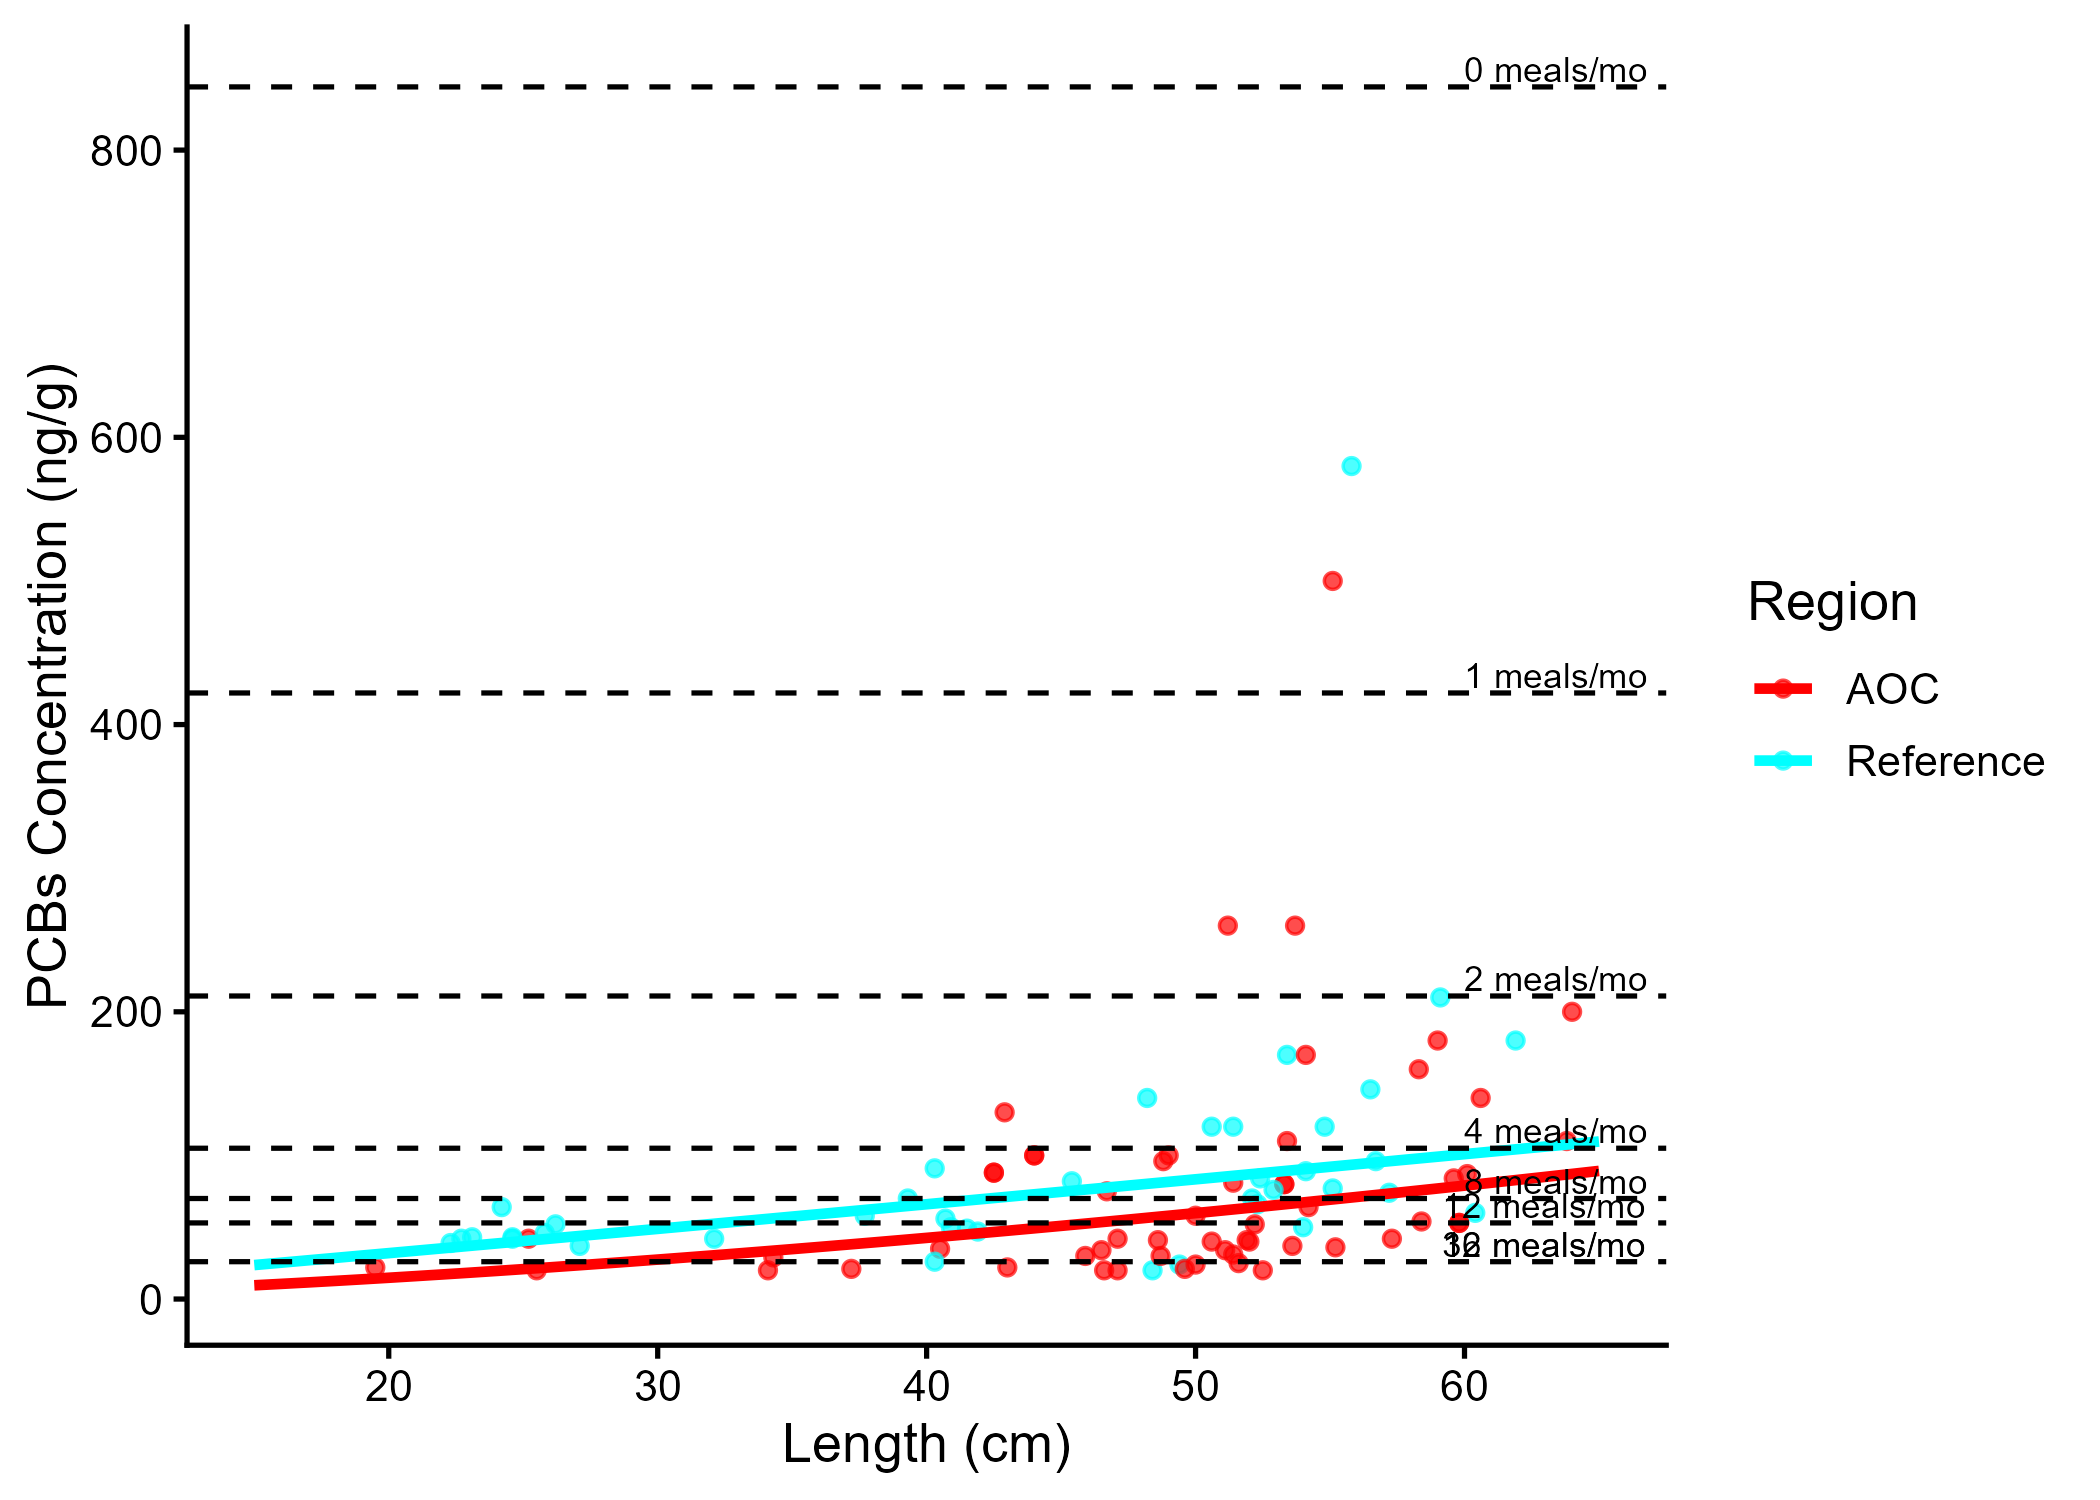 PCBs Concentration (ng/g)
800
600
400
200
0
0 meals/mo
1 meals/mo
2 meals/mo
4 meals/mo
8 meals/mo
12 meals/mo
meals/mo
20 30 40 50 60
Length (cm)
Region
AOC
Reference